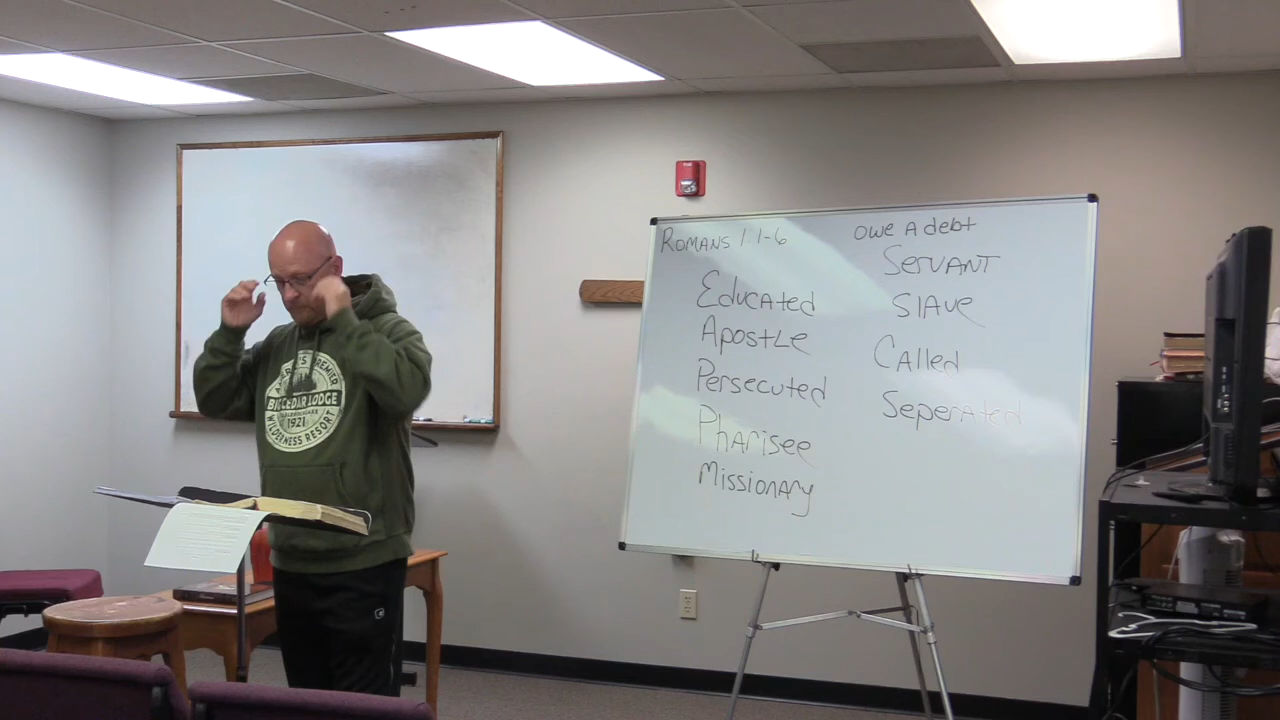 Romans 1:1-6
Educated
Apostle
Persecuted
Pharisee
Missionary
owe A debt
Servant
Slave
Called
Seperated
BIG CEDAR LODGE
1921
WILDERNESS RESORT